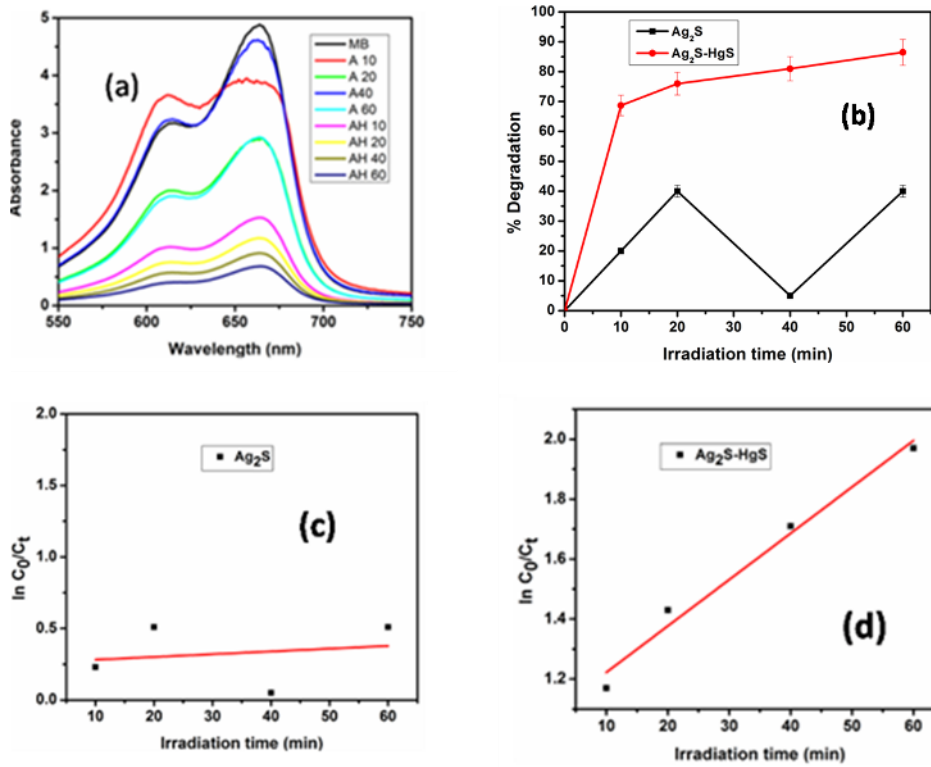 (a)
MB
A 10
A 20
A40
A 60
AH 10
AH 20
AH 40
AH 60
5
4
3
2
1
0
550 600 650 700 750
Absorbance
Wavelength (nm)
(b)
Ag2S
Ag2S-HgS
100
90
80
70
60
50
40
30
20
10
0
0 10 20 30 40 50 60
% Degradation
Irradiation time (min)
(c)
Ag2S
2.0
1.5
1.0
0.5
0.0
10 20 30 40 50 60
ln C0/Ct
Irradiation time (min)
(d)
Ag2S-HgS
2.0
1.8
1.6
1.4
1.2
10 20 30 40 50 60
ln C0/Ct
Irradiation time (min)